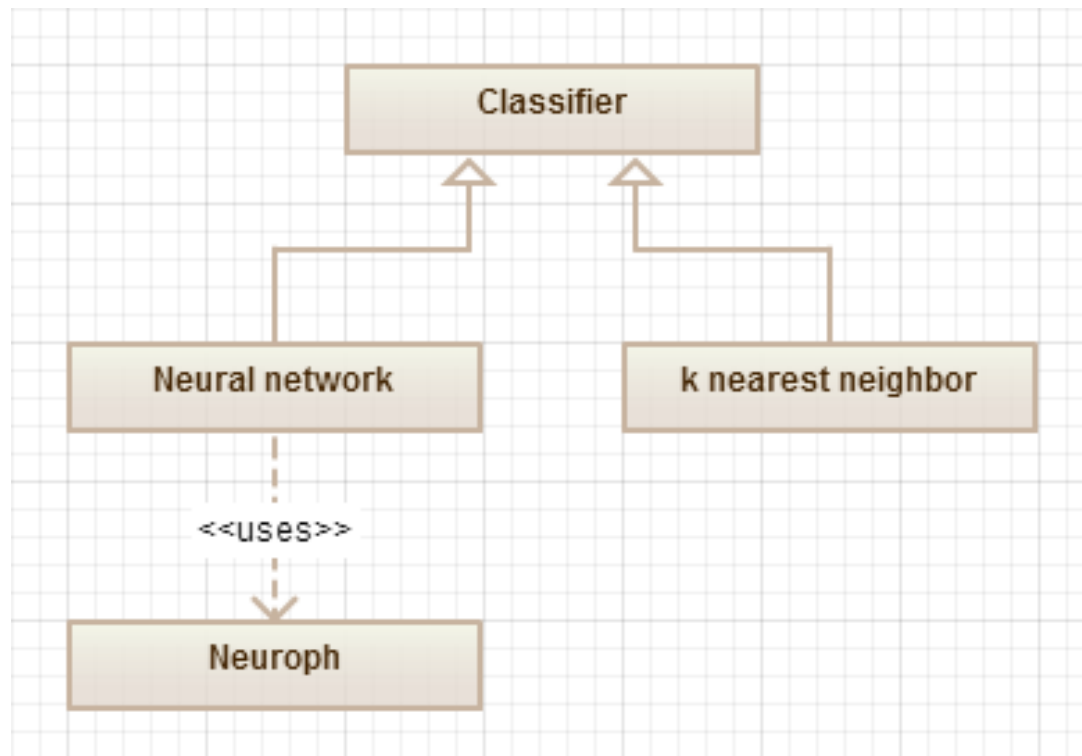 Classifier
Neural network
k nearest neighbor
<<uses>>
Neuroph